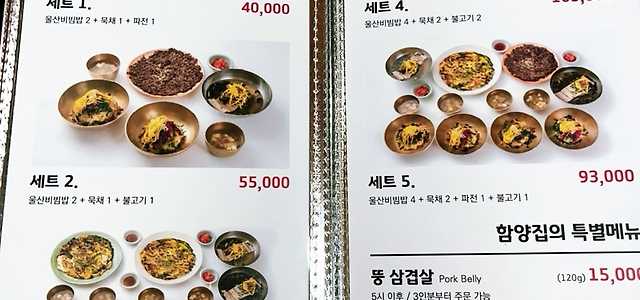 세트 1.
40,000
울산비빔밥 2 + 묵채 1 + 파전 1
세트 2.
55,000
울산비빔밥 2 + 묵채 1 + 불고기 1
세트 4.
울산비빔밥 4 + 묵채 2 + 불고기 2
세트 5.
93,000
울산비빔밥 4 + 묵채 2 + 파전 1 + 불고기 1
함양집의 특별메뉴
뚱 삼겹살 Pork Belly (120g) 15,000
5시 이후 / 3인분부터 주문 가능